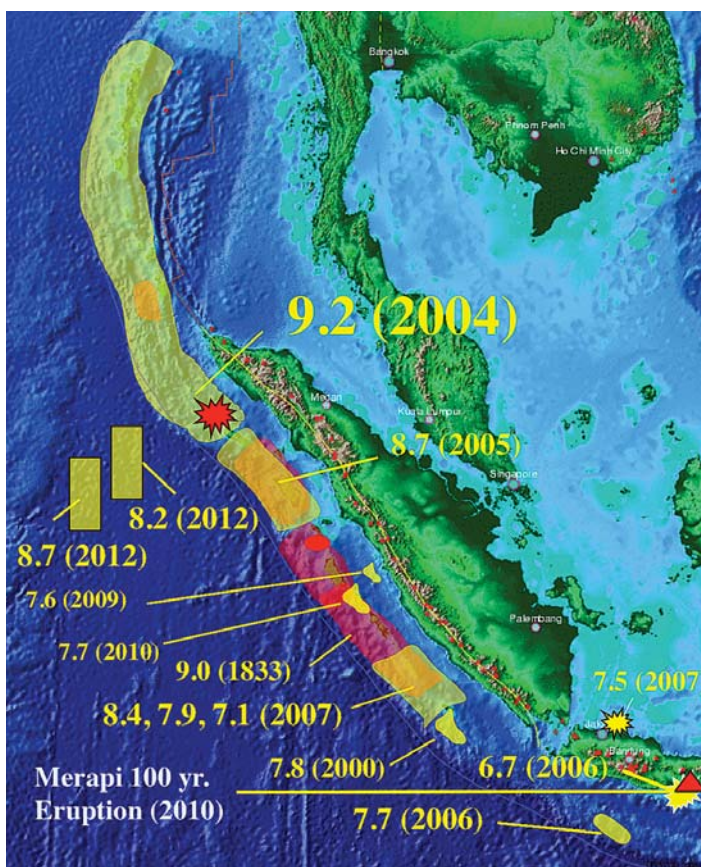 Bangkok
Phnom Penh
Ho Chi Minh City
9.2 (2004)
Medan
Kuala Lumpur
8.7 (2005)
Singapore
8.2 (2012)
8.7 (2012)
7.6 (2009)
7.7 (2010)
Palembang
9.0 (1833)
7.5 (2007
8.4, 7.9, 7.1 (2007)
Jak
Bandung
7.8 (2000)
6.7 (2006)
Merapi 100 yr.
Eruption (2010)
7.7 (2006)